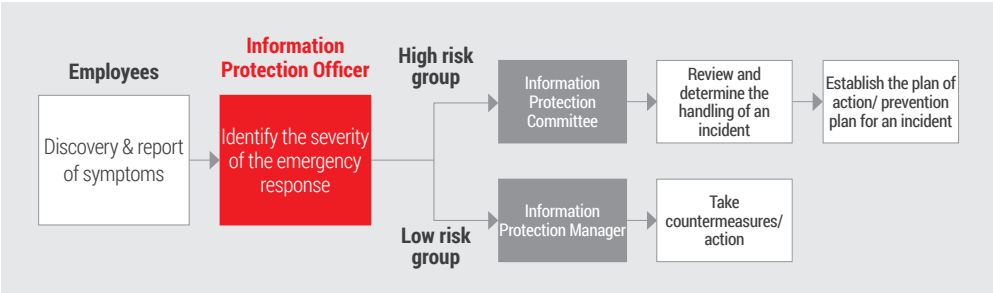 Employees
Discovery & report
of symptoms
Information
Protection Officer
Identify the severity
of the emergency
response
High risk
group
Information
Protection
Committee
Review and
determine the
handling of an
incident
Establish the plan of
action/ prevention
plan for an incident
Low risk
group
Information
Protection Manager
Take
countermeasures/
action